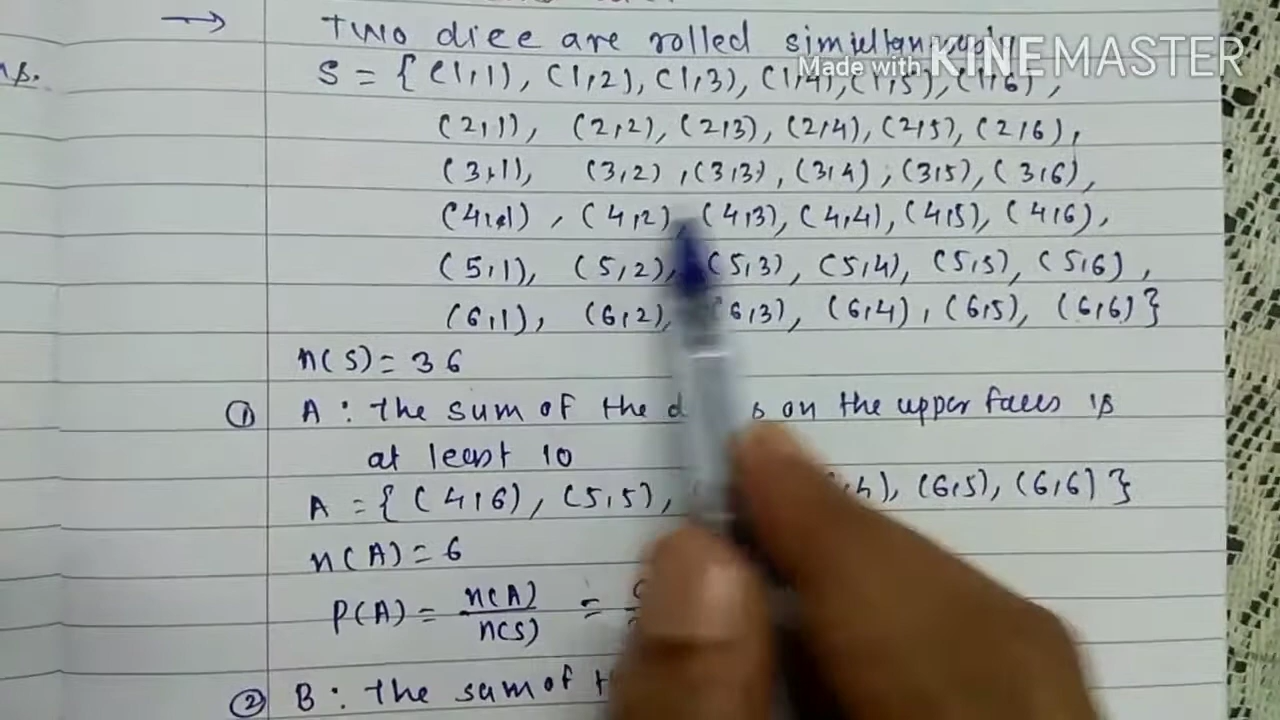 → Two dice are rolled simultaneously
Made with KINEMASTER
S = { (1,1), (1,2), (1,3), (1,4), (1,5), (1,6),
(2,1), (2,2), (2,3), (2,4), (2,5), (2,6),
(3,1), (3,2), (3,3), (3,4), (3,5), (3,6),
(4,1), (4,2), (4,3), (4,4), (4,5), (4,6),
(5,1), (5,2), (5,3), (5,4), (5,5), (5,6),
(6,1), (6,2), (6,3), (6,4), (6,5), (6,6) }
n(S) = 36
① A : The sum of the on the upper faces is
at least 10
A = { (4,6), (5,5), (6,5), (6,6) }
n(A) = 6
P(A) = n(A) / n(S) =
② B : The sum of